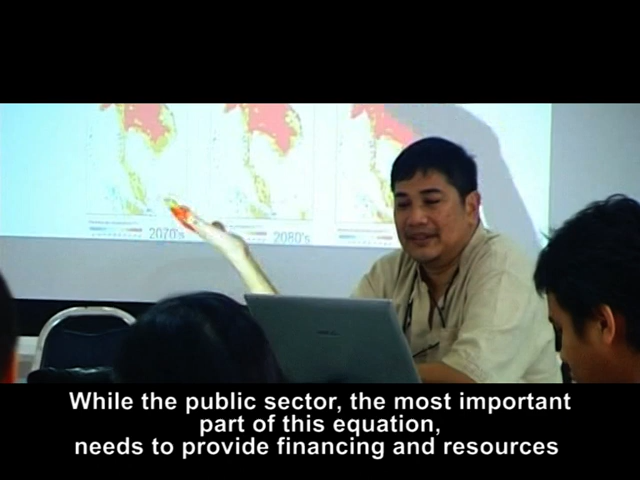 2070's 2080's
While the public sector, the most important
part of this equation,
needs to provide financing and resources